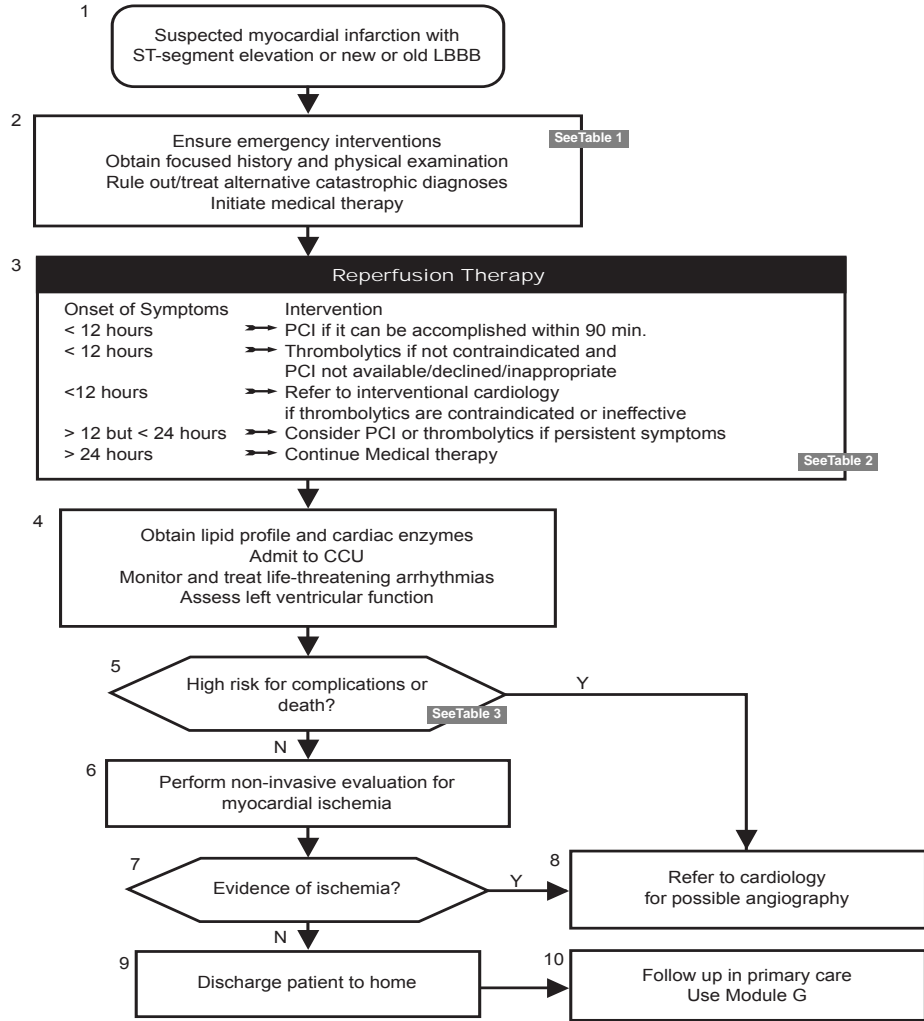 1
Suspected myocardial infarction with
ST-segment elevation or new or old LBBB
2
Ensure emergency interventions
SeeTable 1
Obtain focused history and physical examination
Rule out/treat alternative catastrophic diagnoses
Initiate medical therapy
3
Reperfusion Therapy
Onset of Symptoms Intervention
< 12 hours PCI if it can be accomplished within 90 min.
< 12 hours Thrombolytics if not contraindicated and
PCI not available/declined/inappropriate
<12 hours Refer to interventional cardiology
if thrombolytics are contraindicated or ineffective
> 12 but < 24 hours Consider PCI or thrombolytics if persistent symptoms
> 24 hours Continue Medical therapy
SeeTable 2
4
Obtain lipid profile and cardiac enzymes
Admit to CCU
Monitor and treat life-threatening arrhythmias
Assess left ventricular function
5
High risk for complications or
death?
SeeTable 3
Y
N
6
Perform non-invasive evaluation for
myocardial ischemia
7
Evidence of ischemia?
Y
8
Refer to cardiology
for possible angiography
N
9
Discharge patient to home
10
Follow up in primary care
Use Module G